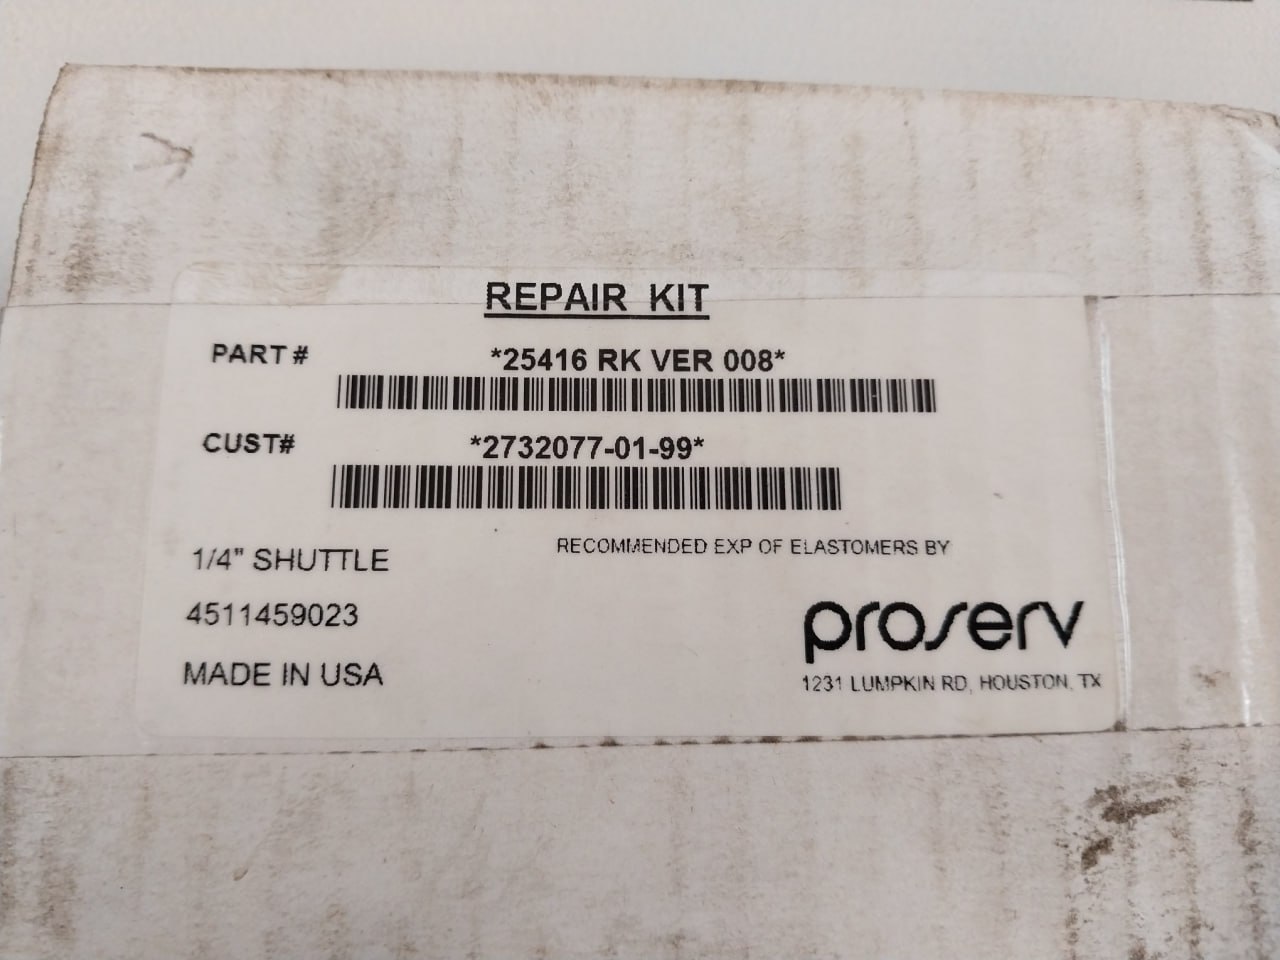 REPAIR KIT
PART # *25416 RK VER 008*
CUST# *2732077-01-99*
1/4" SHUTTLE
RECOMMENDED EXP OF ELASTOMERS BY
4511459023
proserv
MADE IN USA
1231 LUMPKIN RD, HOUSTON, TX